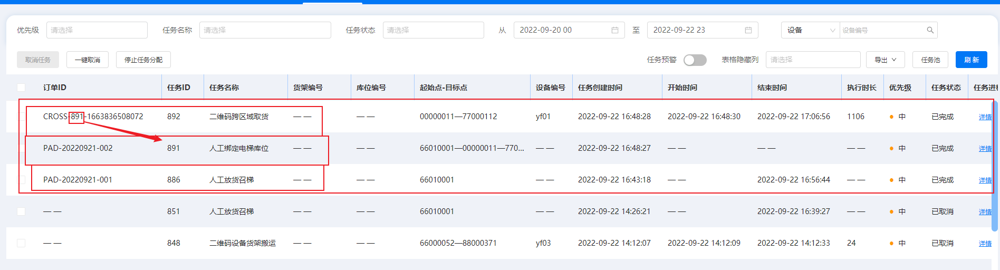 优先级 请选择 任务名称 请选择 任务状态 请选择 从 2022-09-20 00 至 2022-09-22 23 设备 设备编号
取消任务 一键取消 停止任务分配 任务预警 表格隐藏列 请选择 导出 任务池 刷 新
订单ID 任务ID 任务名称 货架编号 库位编号 起始点-目标点 设备编号 任务创建时间 开始时间 结束时间 执行时长 优先级 任务状态 任务进
CROSS-891-1663836508072 892 二维码跨区域取货 — — — — 00000011—77000112 yf01 2022-09-22 16:48:28 2022-09-22 16:48:30 2022-09-22 17:06:56 1106 中 已完成 详情
PAD-20220921-002 891 人工绑定电梯库位 — — — — 66010001—00000011—770... — — 2022-09-22 16:48:27 — — — — — — 中 已完成 详情
PAD-20220921-001 886 人工放货召梯 — — — — 66010001 2022-09-22 16:43:18 — — 2022-09-22 16:56:44 — — 中 已完成 详情
— — 851 人工放货召梯 — — — — 66010001 — — 2022-09-22 14:26:21 — — 2022-09-22 16:39:27 — — 中 已取消 详情
— — 848 二维码设备货架搬运 — — — — 66000052—88000371 yf03 2022-09-22 14:12:07 2022-09-22 14:12:09 2022-09-22 14:12:33 24 中 已取消 详情